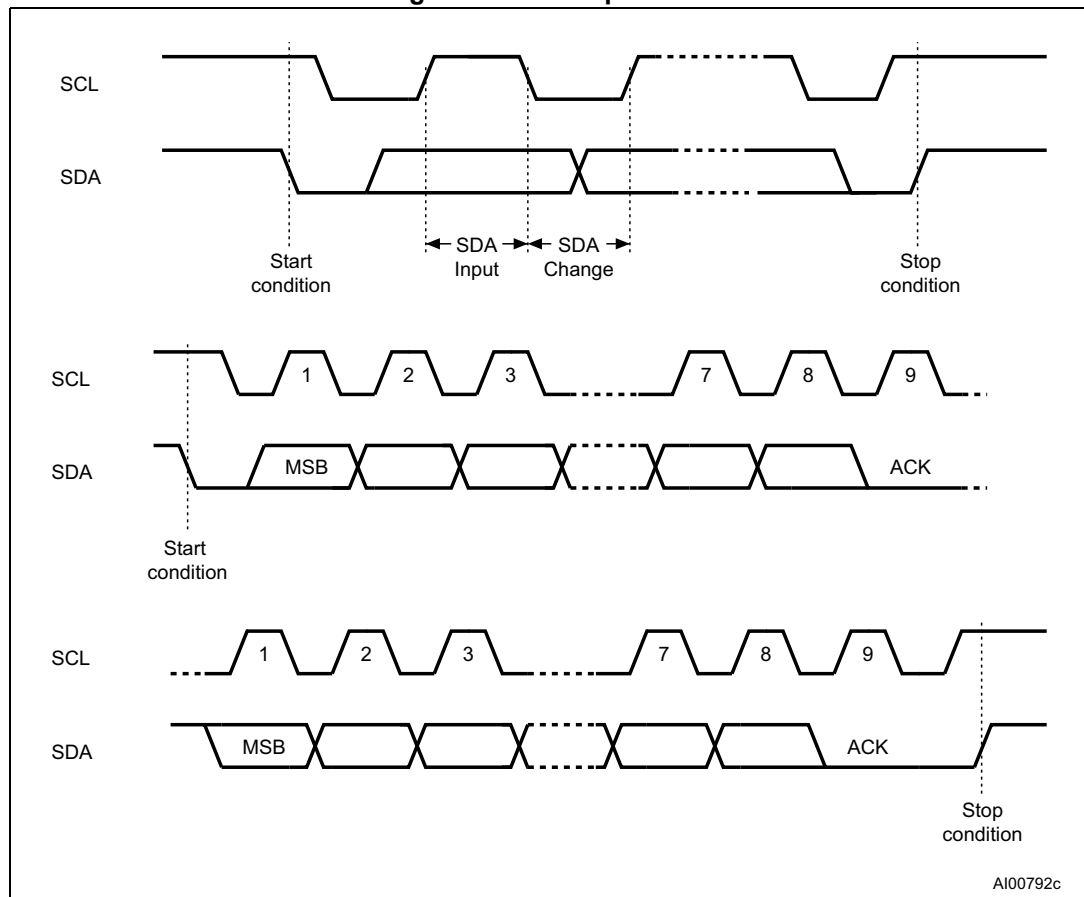 SCL
SDA
SDA Input
SDA Change
Start condition
Stop condition
SCL
1 2 3 7 8 9
SDA
MSB
ACK
Start condition
SCL
1 2 3 7 8 9
SDA
MSB
ACK
Stop condition
AI00792c